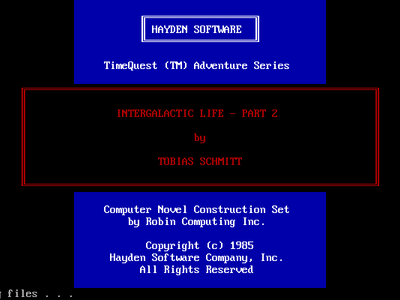 HAYDEN SOFTWARE
TimeQuest (TM) Adventure Series
INTERGALACTIC LIFE - PART 2
by
TOBIAS SCHMITT
Computer Novel Construction Set
by Robin Computing Inc.
Copyright (c) 1985
Hayden Software Company, Inc.
All Rights Reserved
files . . .